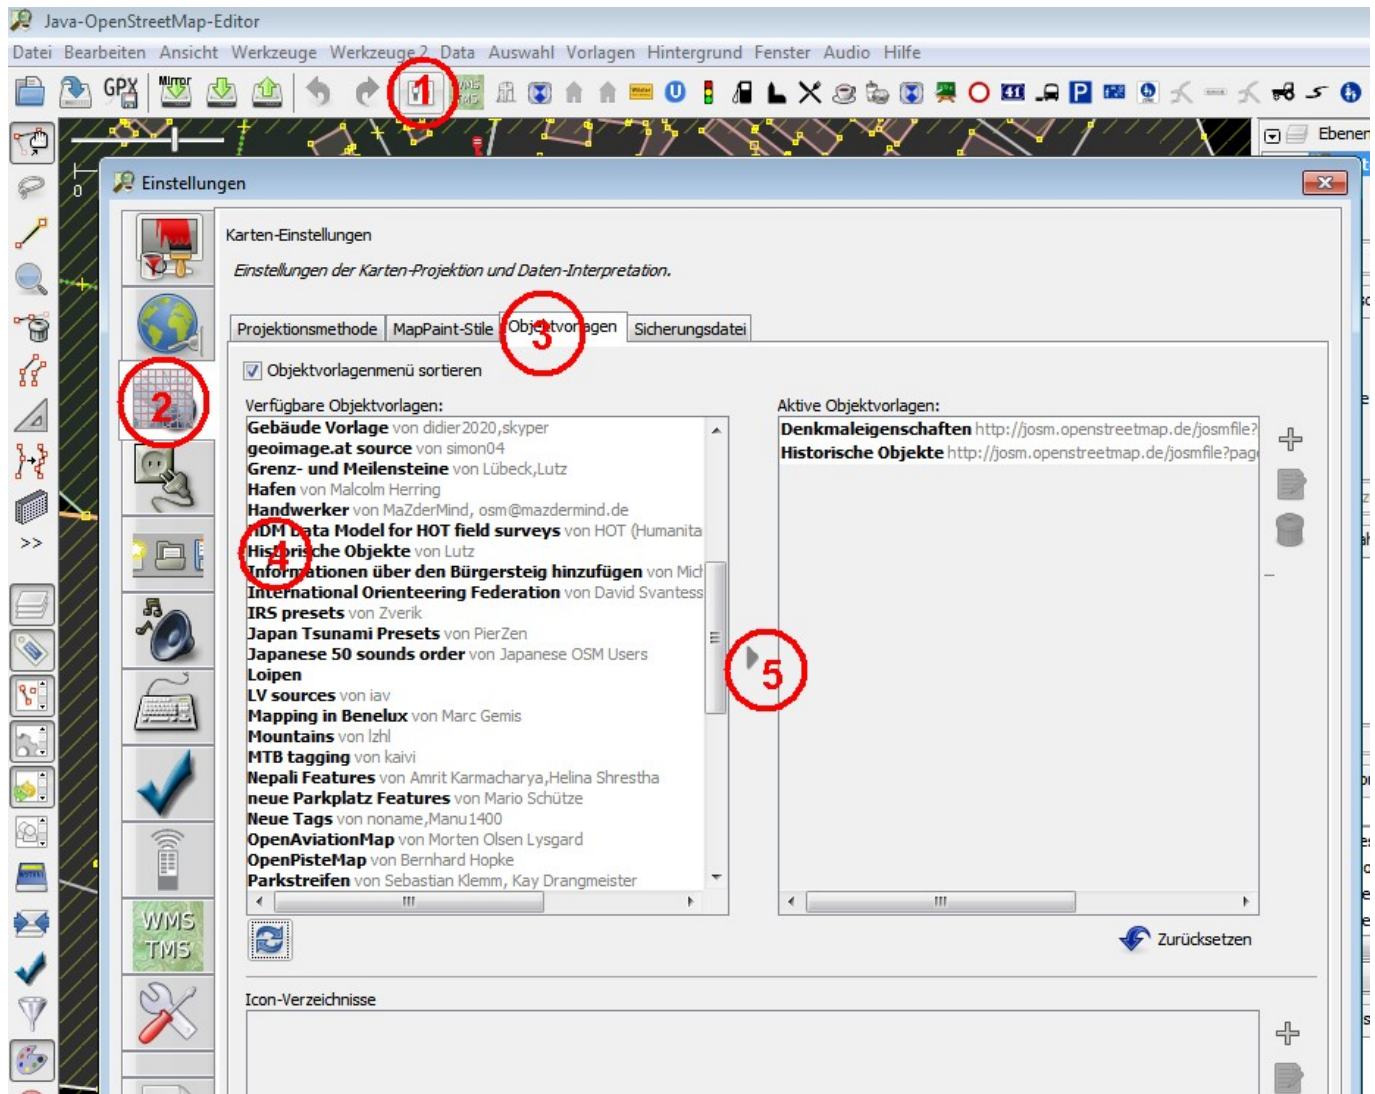 Java-OpenStreetMap-Editor
Datei Bearbeiten Ansicht Werkzeuge Werkzeuge 2 Data Auswahl Vorlagen Hintergrund Fenster Audio Hilfe
GPX Mirror 1 WMS TMS U 41 P
Ebenen
0
Einstellungen
Karten-Einstellungen
Einstellungen der Karten-Projektion und Daten-Interpretation.
Projektionsmethode MapPaint-Stile Objektvorlagen Sicherungsdatei
3
Objektvorlagenmenü sortieren
2
Verfügbare Objektvorlagen: Aktive Objektvorlagen:
Gebäude Vorlage von didier2020,skyper
geoimage.at source von simon04
Grenz- und Meilensteine von Lübeck,Lutz
Hafen von Malcolm Herring
Handwerker von MaZderMind, osm@mazdermind.de
HDM Data Model for HOT field surveys von HOT (Humanita
Historische Objekte von Lutz
4
Informationen über den Bürgersteig hinzufügen von Mich
International Orienteering Federation von David Svantess
IRS presets von Zverik
Japan Tsunami Presets von PierZen
Japanese 50 sounds order von Japanese OSM Users
Loipen
LV sources von iav
Mapping in Benelux von Marc Gemis
Mountains von lzhl
MTB tagging von kaivi
Nepali Features von Amrit Karmacharya,Helina Shrestha
neue Parkplatz Features von Mario Schütze
Neue Tags von noname,Manu1400
OpenAviationMap von Morten Olsen Lysgard
OpenPisteMap von Bernhard Hopke
Parkstreifen von Sebastian Klemm, Kay Drangmeister
Denkmaleigenschaften http://josm.openstreetmap.de/josmfile?
Historische Objekte http://josm.openstreetmap.de/josmfile?pag
5
>>
WMS
TMS
Zurücksetzen
Icon-Verzeichnisse